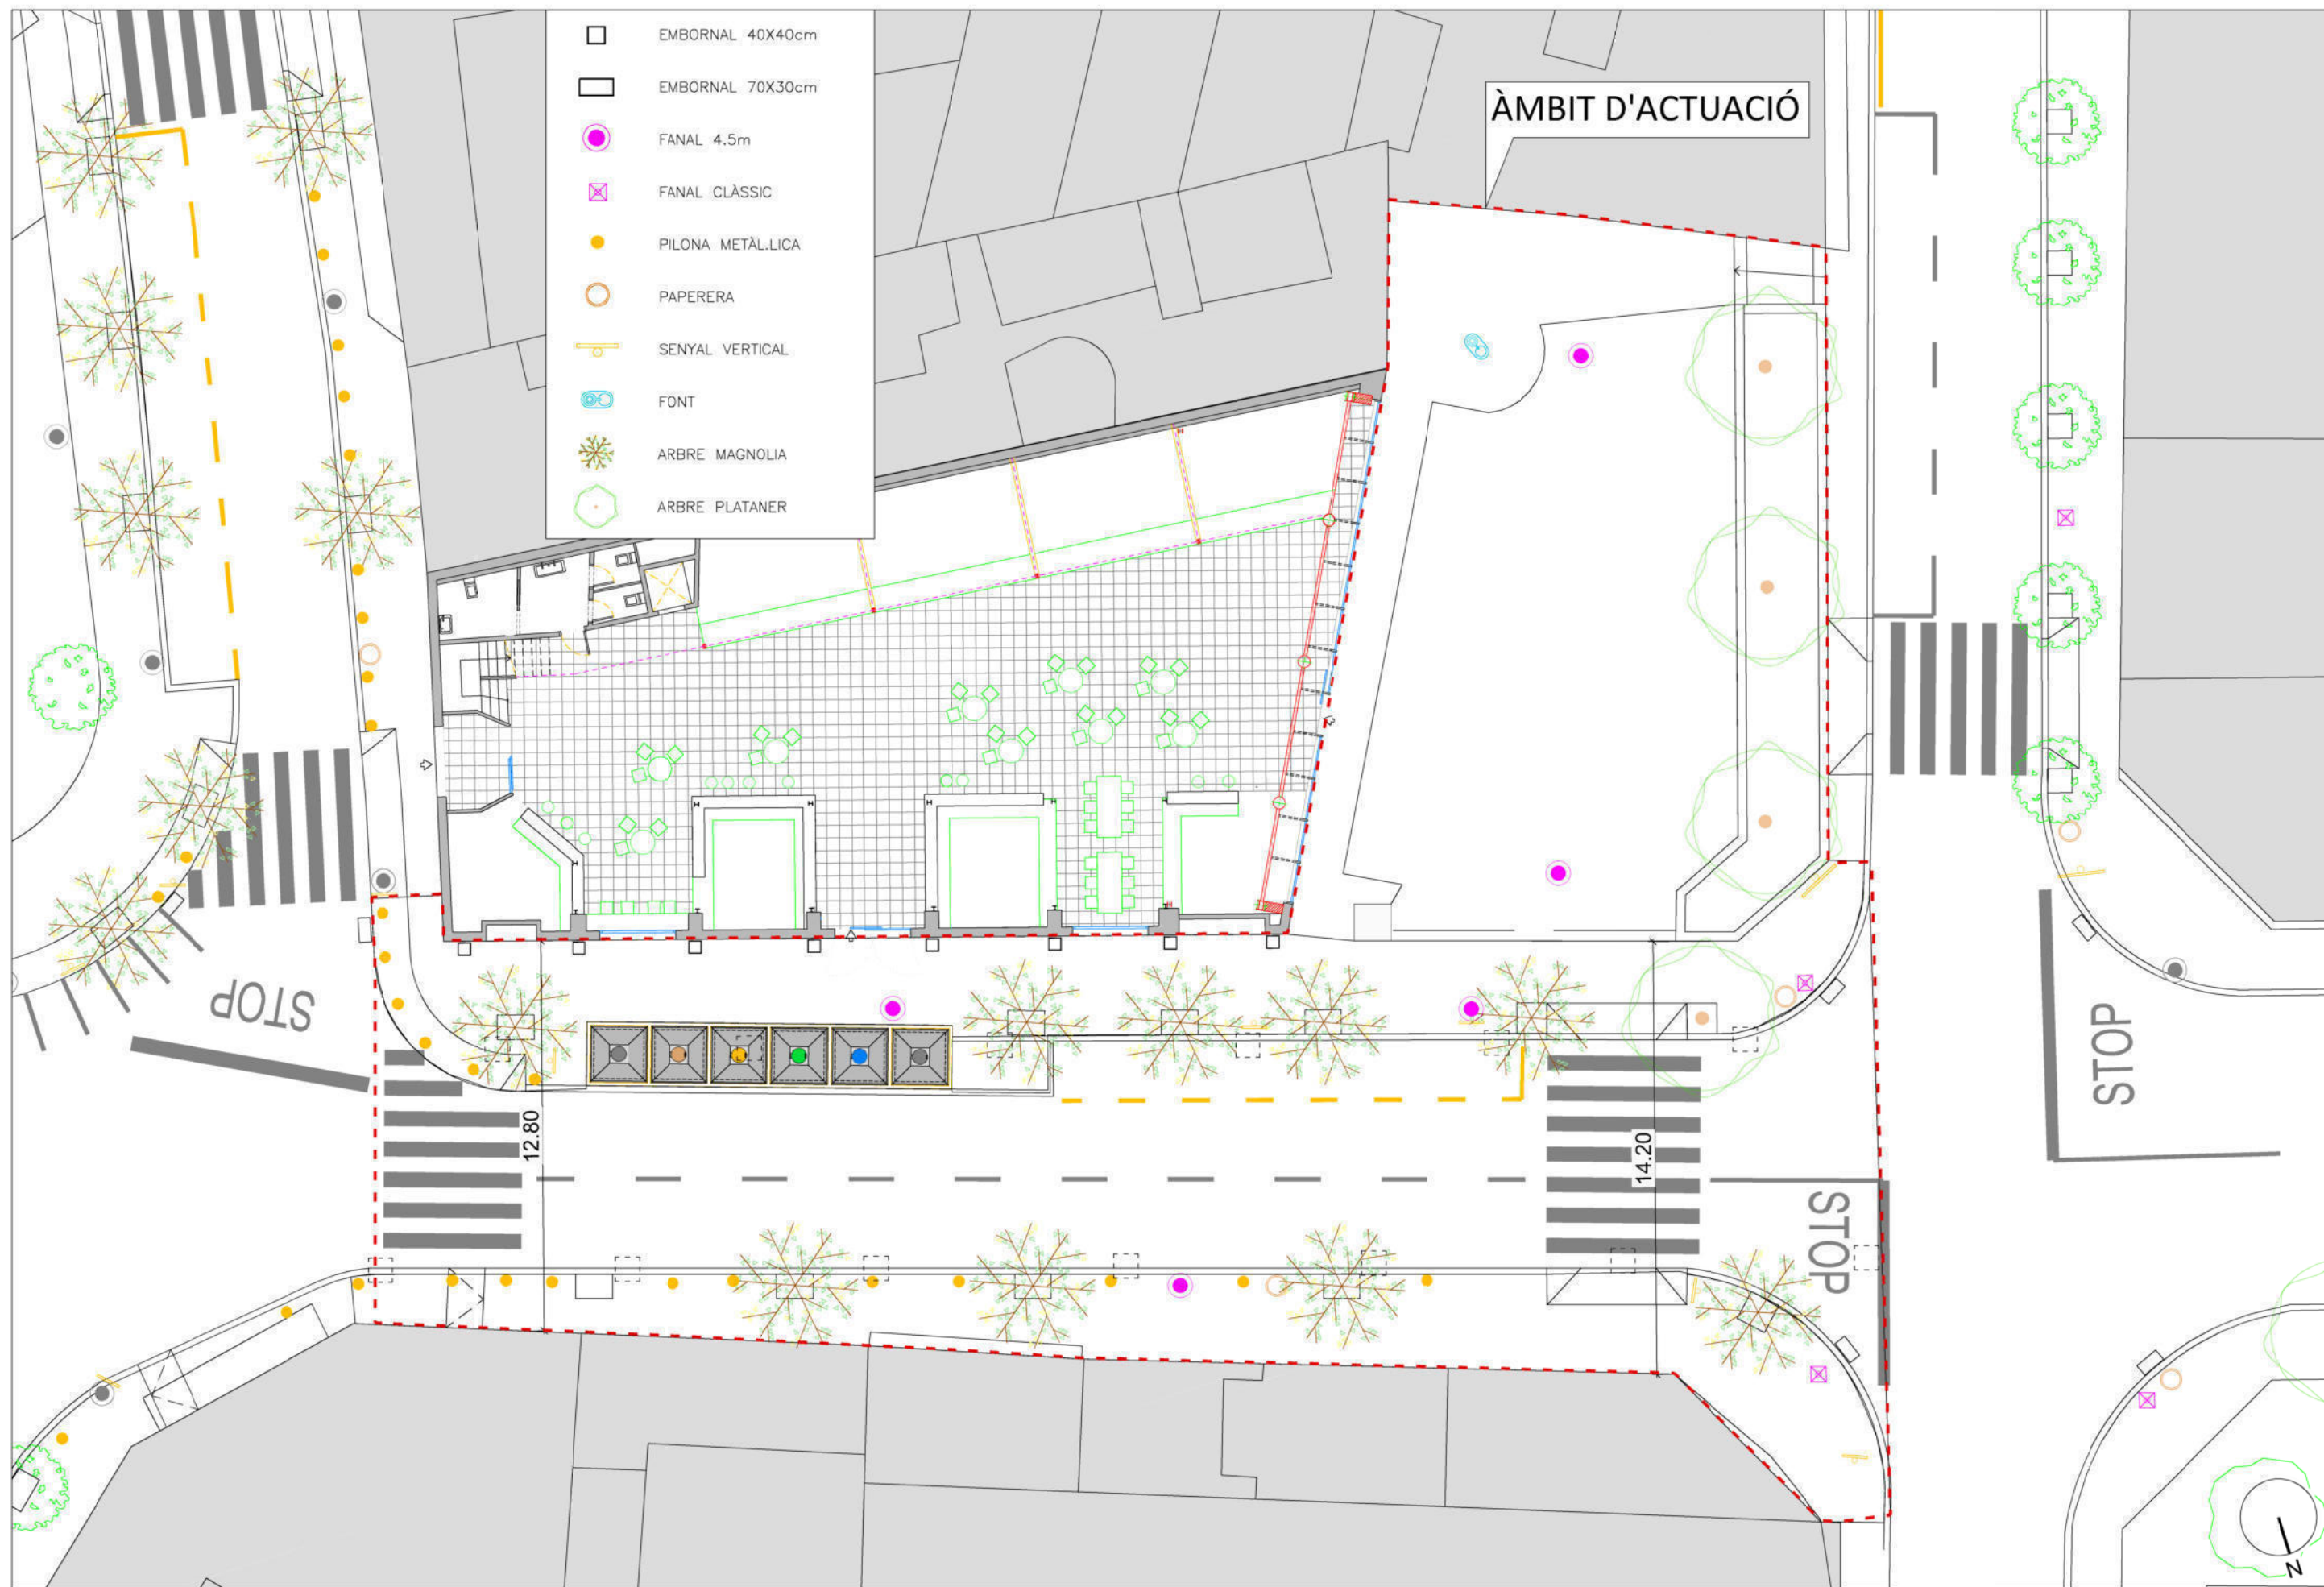 EMBORNAL 40X40cm
EMBORNAL 70X30cm
FANAL 4.5m
FANAL CLÀSSIC
PILONA METÀL.LICA
PAPERERA
SENYAL VERTICAL
FONT
ARBRE MAGNOLIA
ARBRE PLATANER
ÀMBIT D'ACTUACIÓ
STOP
STOP
12.80
14.20
STOP
N